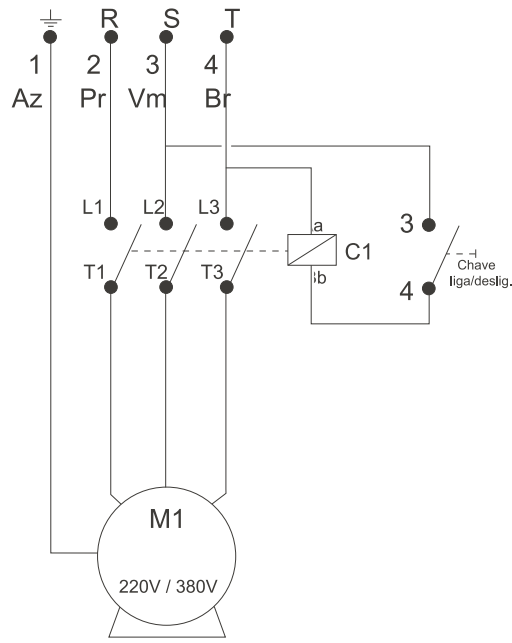 R S T
1 2 3 4
Az Pr Vm Br
L1 L2 L3
a
3
C1
T1 T2 T3
b
4
Chave
liga/deslig.
M1
220V / 380V